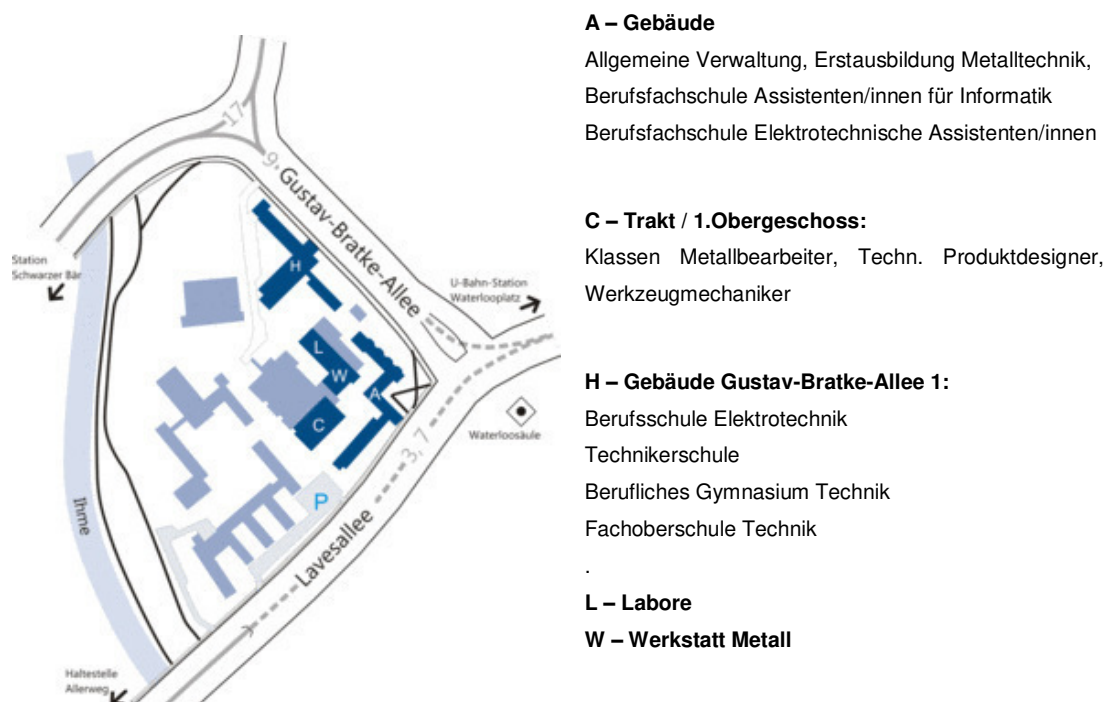 17
9,
Gustav-Bratke-Allee
Station
Schwarzer Bär
H
U-Bahn-Station
Waterlooplatz
L
W
A
C
Waterloosäule
3, 7
P
Ihme
Lavesallee
Haltestelle
Allerweg
A – Gebäude
Allgemeine Verwaltung, Erstausbildung Metalltechnik,
Berufsfachschule Assistenten/innen für Informatik
Berufsfachschule Elektrotechnische Assistenten/innen
C – Trakt / 1.Obergeschoss:
Klassen Metallbearbeiter, Techn. Produktdesigner,
Werkzeugmechaniker
H – Gebäude Gustav-Bratke-Allee 1:
Berufsschule Elektrotechnik
Technikerschule
Berufliches Gymnasium Technik
Fachoberschule Technik
.
L – Labore
W – Werkstatt Metall